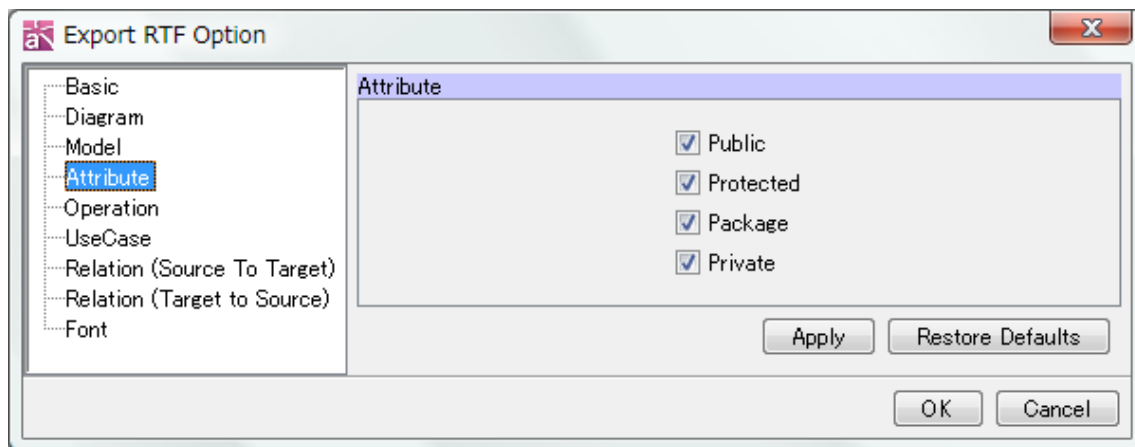 Export RTF Option
Basic
Diagram
Model
Attribute
Operation
UseCase
Relation (Source To Target)
Relation (Target to Source)
Font
Attribute
Public
Protected
Package
Private
Apply
Restore Defaults
OK
Cancel